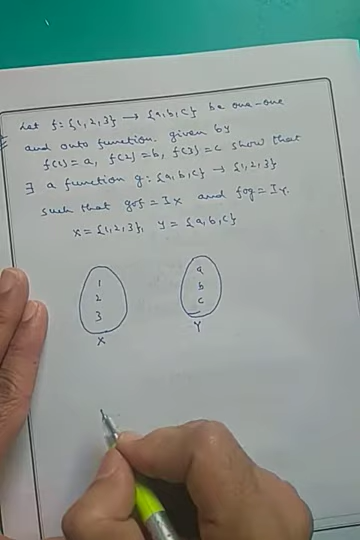 Let f: {1,2,3} → {a,b,c} be one-one
and onto function. given by
f(1)=a, f(2)=b, f(3)=c show that
∃ a function g: {a,b,c} → {1,2,3}
such that gof = Ix and fog = Iy.
X={1,2,3}, Y={a,b,c}
1 a
2 b
3 c
X Y